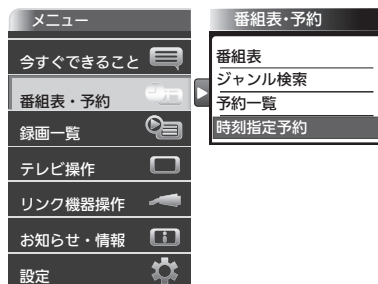 メニュー
今すぐできること
番組表・予約
録画一覧
テレビ操作
リンク機器操作
お知らせ・情報
設定
番組表・予約
番組表
ジャンル検索
予約一覧
時刻指定予約